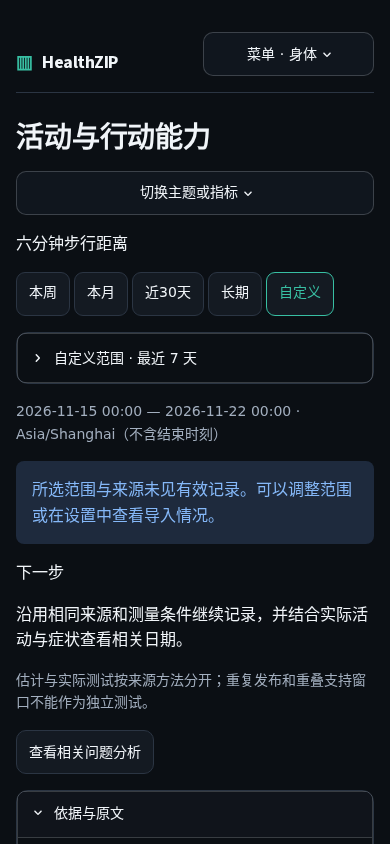 HealthZIP
菜单 · 身体
活动与行动能力
切换主题或指标
六分钟步行距离
本周
本月
近30天
长期
自定义
自定义范围 · 最近 7 天
2026-11-15 00:00 — 2026-11-22 00:00 ·
Asia/Shanghai（不含结束时刻）
所选范围与来源未见有效记录。可以调整范围
或在设置中查看导入情况。
下一步
沿用相同来源和测量条件继续记录，并结合实际活
动与症状查看相关日期。
估计与实际测试按来源方法分开；重复发布和重叠支持窗
口不能作为独立测试。
查看相关问题分析
依据与原文